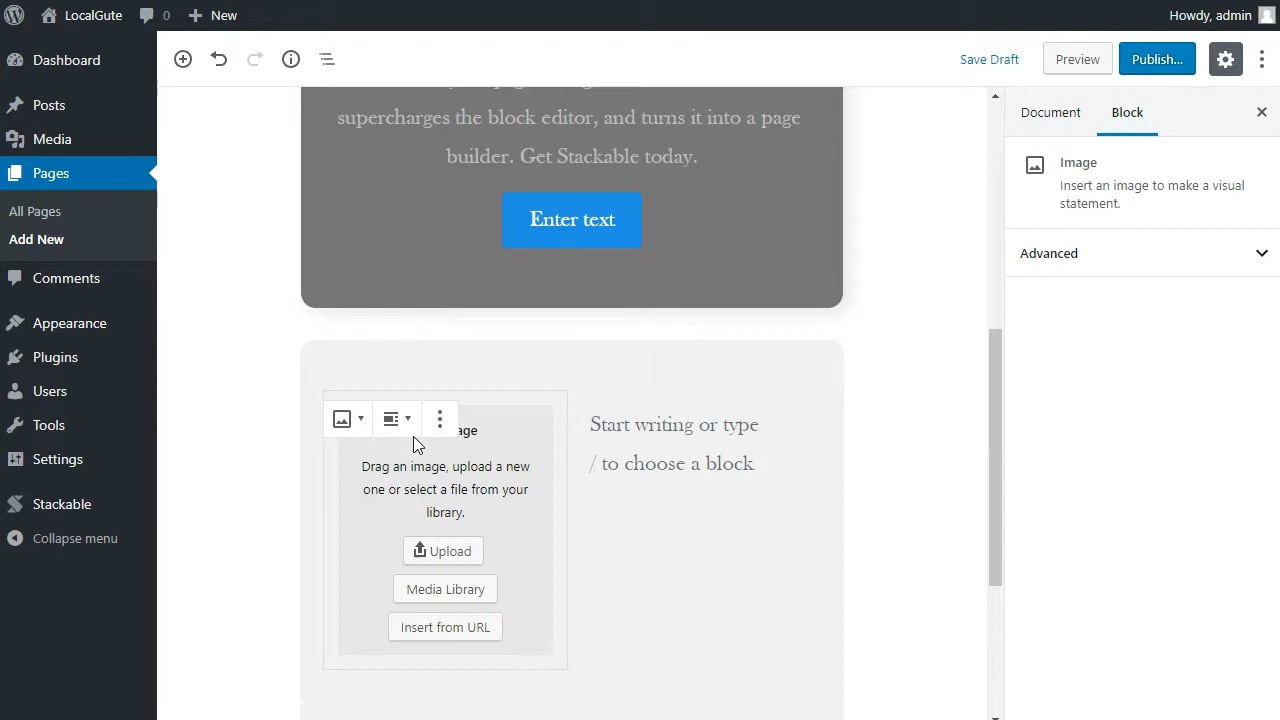 LocalGute
0
New
Howdy, admin
Dashboard
Posts
Media
Pages
All Pages
Add New
Comments
Appearance
Plugins
Users
Tools
Settings
Stackable
Collapse menu
Save Draft
Preview
Publish...
supercharges the block editor, and turns it into a page
builder. Get Stackable today.
Enter text
Drag an image, upload a new
one or select a file from your
library.
Upload
Media Library
Insert from URL
Start writing or type
/ to choose a block
Document
Block
Image
Insert an image to make a visual
statement.
Advanced